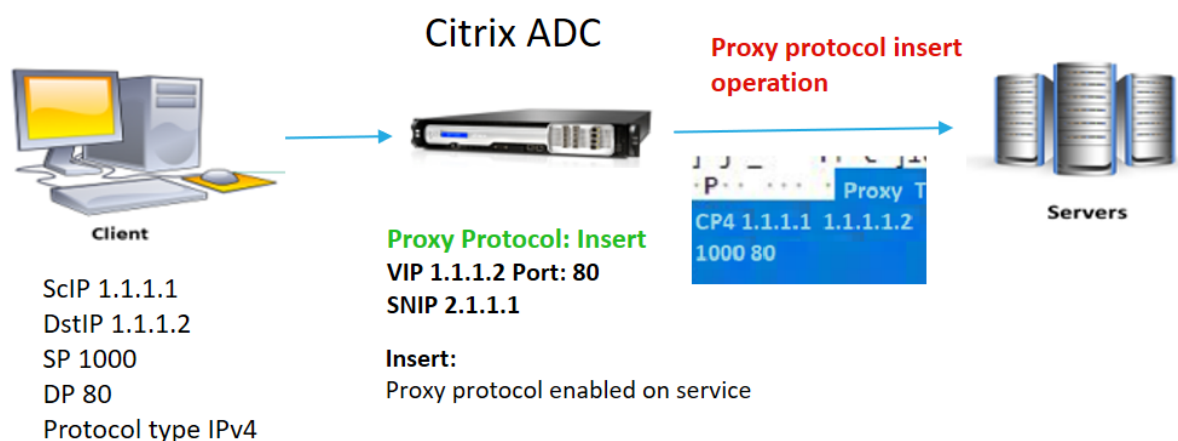 Citrix ADC
Proxy protocol insert
operation
Client
Servers
Proxy T
CP4 1.1.1.1 1.1.1.1.2
1000 80
Proxy Protocol: Insert
VIP 1.1.1.2 Port: 80
SNIP 2.1.1.1
Insert:
Proxy protocol enabled on service
ScIP 1.1.1.1
DstIP 1.1.1.2
SP 1000
DP 80
Protocol type IPv4